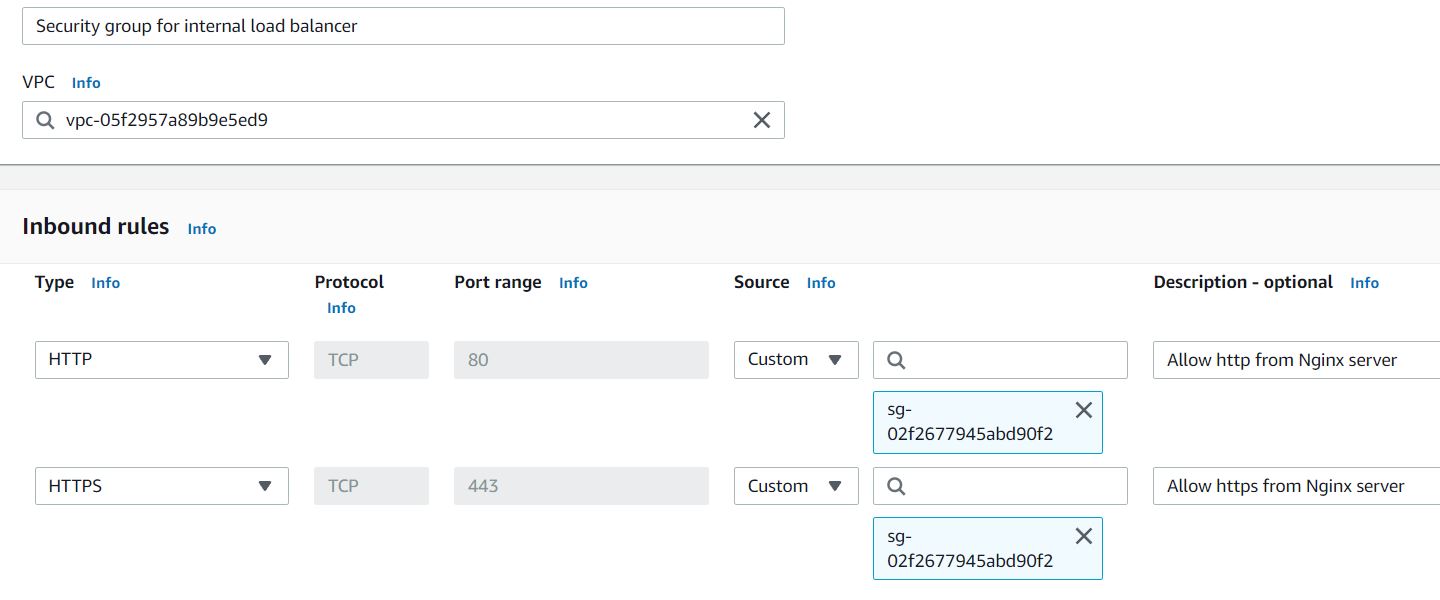 Security group for internal load balancer
VPC Info
vpc-05f2957a89b9e5ed9
Inbound rules Info
Type Info Protocol Port range Info Source Info Description - optional Info
Info
HTTP TCP 80 Custom Allow http from Nginx server
sg-
02f2677945abd90f2
HTTPS TCP 443 Custom Allow https from Nginx server
sg-
02f2677945abd90f2